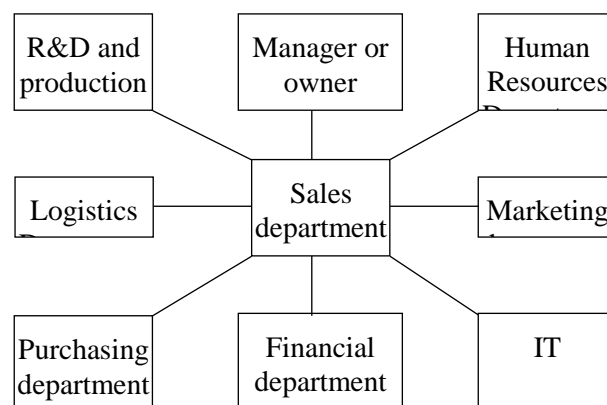 R&D and
production
Manager or
owner
Human
Resources
Logistics
Sales
department
Marketing
Purchasing
department
Financial
department
IT